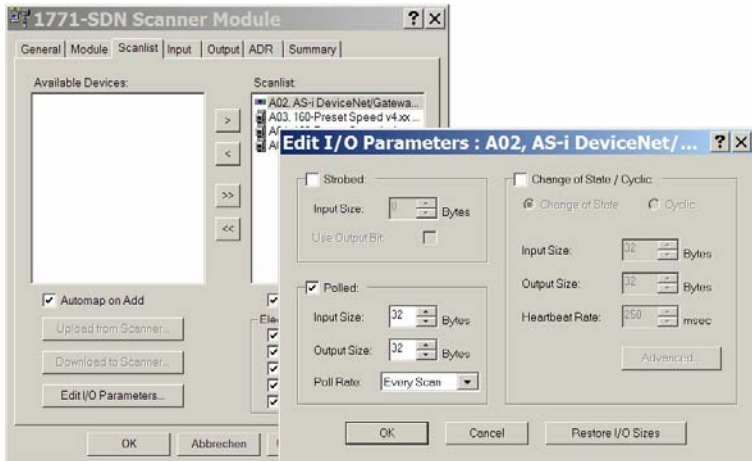 1771-SDN Scanner Module
General Module Scanlist Input Output ADR Summary
Available Devices:
Scanlist:
A02. AS-i DeviceNet/Gatewa...
A03. 160-Preset Speed v4.xx ...
>
<
>>
<<
Automap on Add
Upload from Scanner...
Download to Scanner...
Edit I/O Parameters...
OK
Abbrechen
Edit I/O Parameters : A02, AS-i DeviceNet/...
Strobed:
Input Size: 8 Bytes
Use Output Bit:
Polled:
Input Size: 32 Bytes
Output Size: 32 Bytes
Poll Rate: Every Scan
Change of State / Cyclic:
Change of State Cyclic
Input Size: 32 Bytes
Output Size: 32 Bytes
Heartbeat Rate: 250 msec
Advanced...
OK
Cancel
Restore I/O Sizes